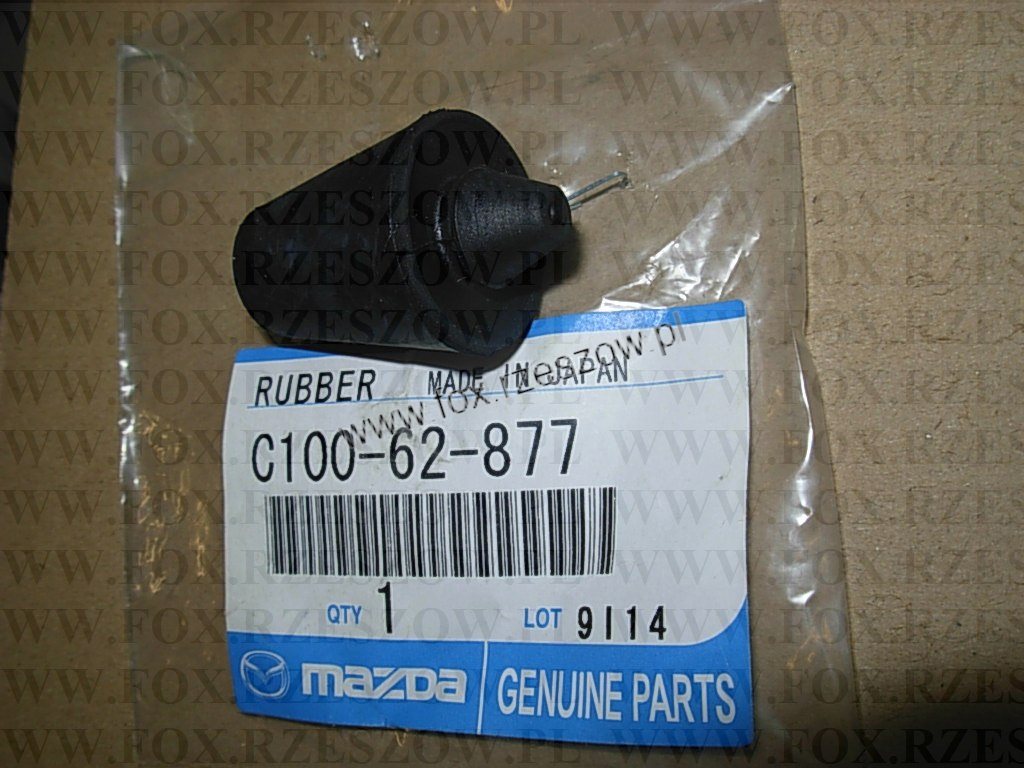 WWW.FOX.RZESZOW.PL
RUBBER MADE IN JAPAN
www.fox.rzeszow.pl
C100-62-877
QTY 1 LOT 9I14
mazda GENUINE PARTS